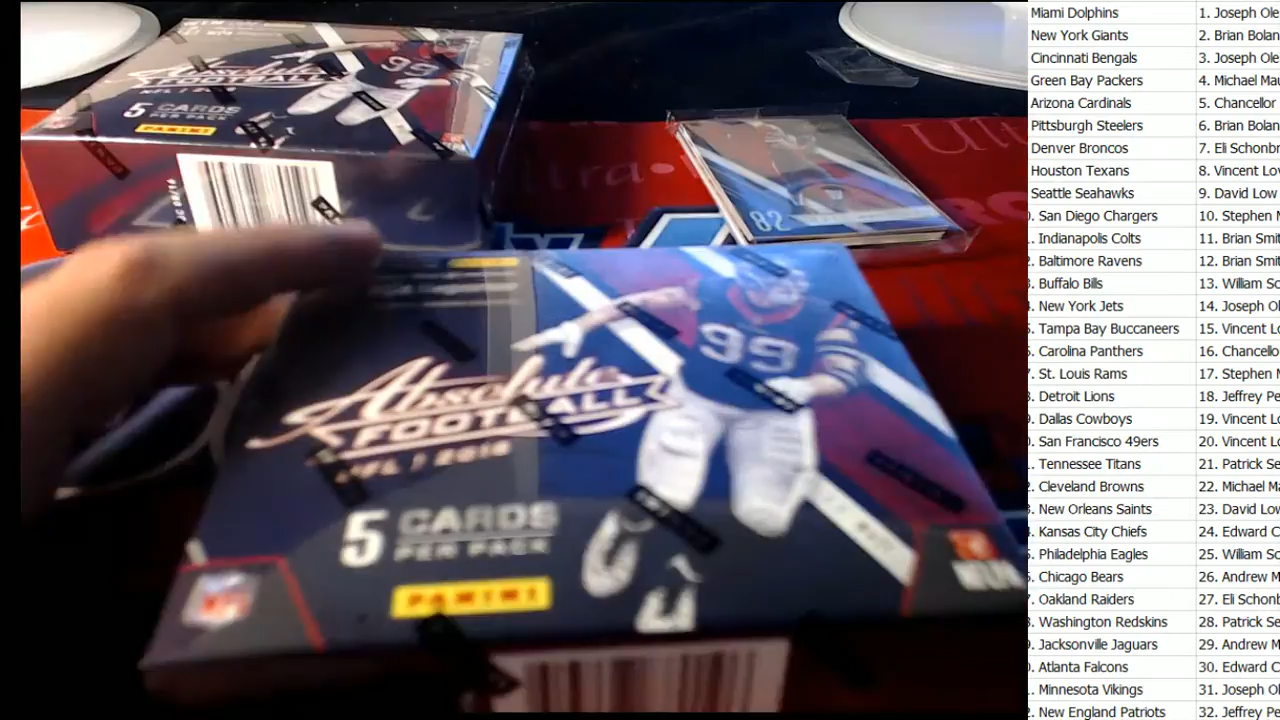 Absolute
FOOTBALL
5 CARDS
PER PACK
PANINI
82
Absolute
FOOTBALL
NFL | 2016
99
5 CARDS
PER PACK
PANINI
NFL
Miami Dolphins 1. Joseph Ole
New York Giants 2. Brian Bolan
Cincinnati Bengals 3. Joseph Ole
Green Bay Packers 4. Michael Ma
Arizona Cardinals 5. Chancellor
Pittsburgh Steelers 6. Brian Bolan
Denver Broncos 7. Eli Schonbr
Houston Texans 8. Vincent Lov
Seattle Seahawks 9. David Low
. San Diego Chargers 10. Stephen
. Indianapolis Colts 11. Brian Smit
. Baltimore Ravens 12. Brian Smit
. Buffalo Bills 13. William Sc
. New York Jets 14. Joseph Ol
. Tampa Bay Buccaneers 15. Vincent L
. Carolina Panthers 16. Chancello
. St. Louis Rams 17. Stephen M
. Detroit Lions 18. Jeffrey Pe
. Dallas Cowboys 19. Vincent L
. San Francisco 49ers 20. Vincent L
. Tennessee Titans 21. Patrick Se
. Cleveland Browns 22. Michael Ma
. New Orleans Saints 23. David Low
. Kansas City Chiefs 24. Edward C
. Philadelphia Eagles 25. William Sc
. Chicago Bears 26. Andrew M
. Oakland Raiders 27. Eli Schonb
. Washington Redskins 28. Patrick Se
. Jacksonville Jaguars 29. Andrew M
. Atlanta Falcons 30. Edward C
. Minnesota Vikings 31. Joseph Ol
. New England Patriots 32. Jeffrey Pe